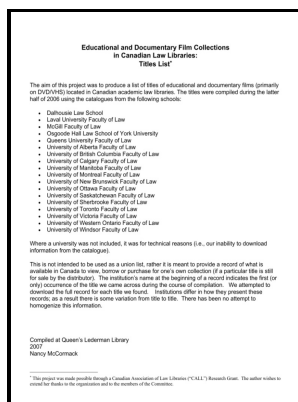 Educational and Documentary Film Collections
in Canadian Law Libraries:
Titles List*
The aim of this project was to produce a list of titles of educational and documentary films (primarily
on DVD/VHS) located in Canadian academic law libraries. The titles were compiled during the latter
half of 2006 using the catalogues from the following schools:
• Dalhousie Law School
• Laval University Faculty of Law
• McGill Faculty of Law
• Osgoode Hall Law School of York University
• Queens University Faculty of Law
• University of Alberta Faculty of Law
• University of British Columbia Faculty of Law
• University of Calgary Faculty of Law
• University of Manitoba Faculty of Law
• University of Montreal Faculty of Law
• University of New Brunswick Faculty of Law
• University of Ottawa Faculty of Law
• University of Saskatchewan Faculty of Law
• University of Sherbrooke Faculty of Law
• University of Toronto Faculty of Law
• University of Victoria Faculty of Law
• University of Western Ontario Faculty of Law
• University of Windsor Faculty of Law
Where a university was not included, it was for technical reasons (i.e., our inability to download
information from the catalogue).
This is not intended to be used as a union list, rather it is meant to provide a record of what is
available in Canada to view, borrow or purchase for one's own collection (if a particular title is still
for sale by the distributor). The institution's name at the beginning of a record indicates the first (or
only) occurrence of the title we came across during the course of compilation. We attempted to
download the full record for each title we found. Institutions differ in how they present these
records; as a result there is some variation from title to title. There has been no attempt to
homogenize this information.
Compiled at Queen's Lederman Library
2007
Nancy McCormack
* This project was made possible through a Canadian Association of Law Libraries ("CALL") Research Grant. The author wishes to
extend her thanks to the organization and to the members of the Committee.